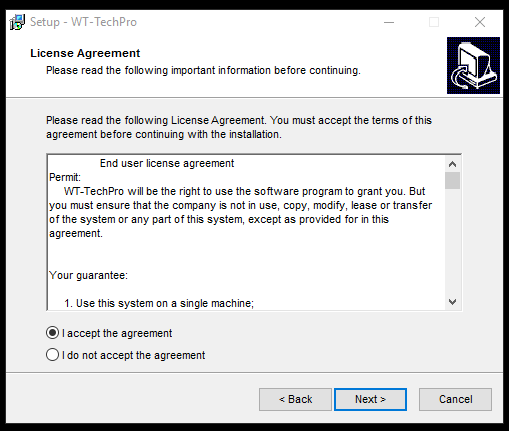 Setup - WT-TechPro
License Agreement
Please read the following important information before continuing.
Please read the following License Agreement. You must accept the terms of this
agreement before continuing with the installation.
End user license agreement
Permit:
WT-TechPro will be the right to use the software program to grant you. But
you must ensure that the company is not in use, copy, modify, lease or transfer
of the system or any part of this system, except as provided for in this
agreement.
Your guarantee:
1. Use this system on a single machine;
I accept the agreement
I do not accept the agreement
< Back
Next >
Cancel